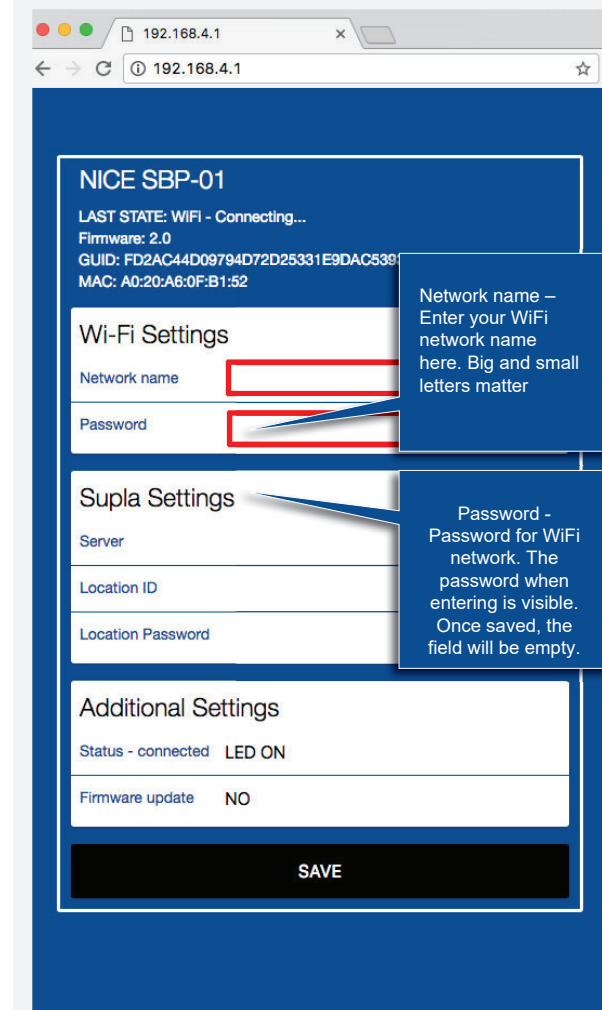 192.168.4.1
192.168.4.1
NICE SBP-01
LAST STATE: WiFi - Connecting...
Firmware: 2.0
GUID: FD2AC44D09794D72D25331E9DAC539
MAC: A0:20:A6:0F:B1:52
Network name –
Enter your WiFi
network name
here. Big and small
letters matter
Wi-Fi Settings
Network name
Password
Supla Settings
Server
Location ID
Location Password
Password -
Password for WiFi
network. The
password when
entering is visible.
Once saved, the
field will be empty.
Additional Settings
Status - connected LED ON
Firmware update NO
SAVE